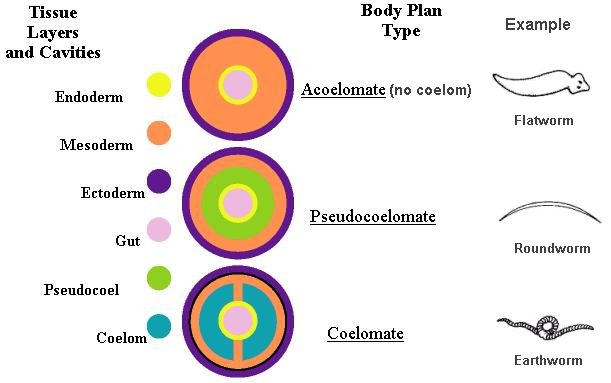 Tissue
Layers
and Cavities
Body Plan
Type
Example
Endoderm
Mesoderm
Ectoderm
Gut
Pseudocoel
Coelom
Acoelomate (no coelom)
Flatworm
Pseudocoelomate
Roundworm
Coelomate
Earthworm